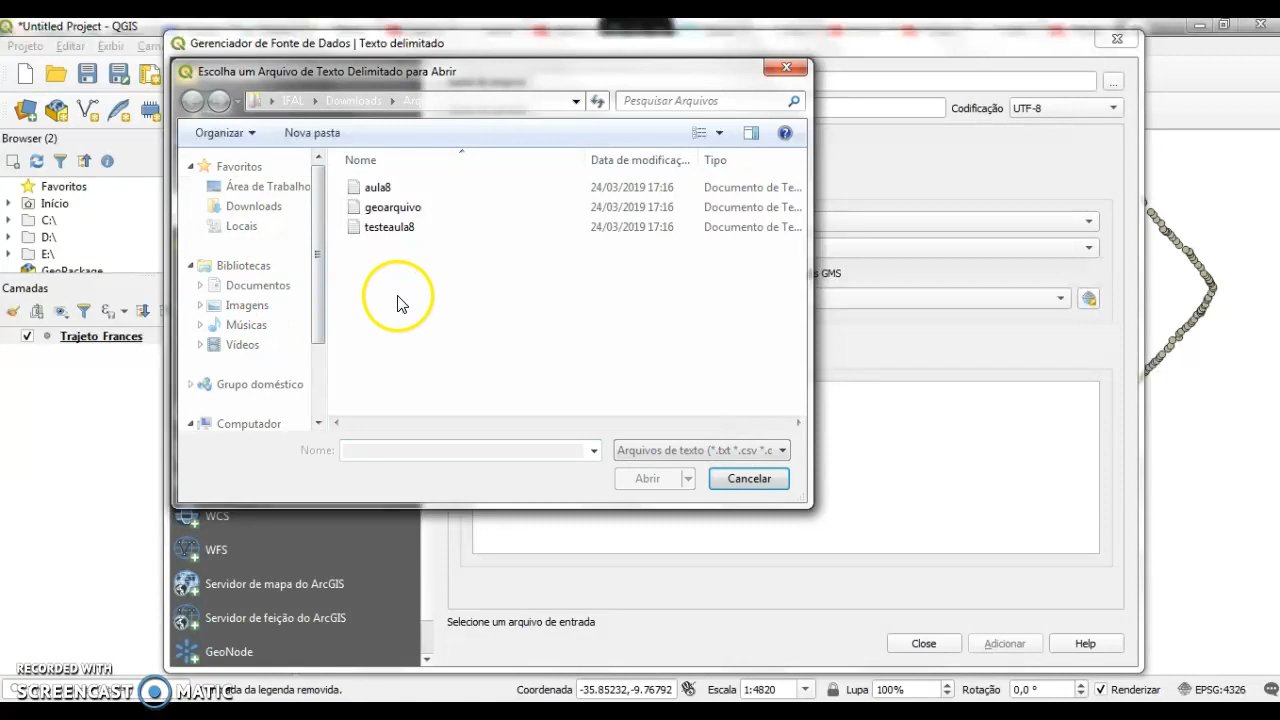 *Untitled Project - QGIS
Projeto Editar Exibir
Gerenciador de Fonte de Dados | Texto delimitado
Escolha um Arquivo de Texto Delimitado para Abrir
IFAL Downloads
Pesquisar Arquivos
Codificação UTF-8
Organizar Nova pasta
Browser (2)
Favoritos
Início
C:\
D:\
E:\
GeoPackage
Camadas
Trajeto Frances
Favoritos
Área de Trabalho
Downloads
Locais
Bibliotecas
Documentos
Imagens
Músicas
Vídeos
Grupo doméstico
Computador
Nome Data de modificaç... Tipo
aula8 24/03/2019 17:16 Documento de Te...
geoarquivo 24/03/2019 17:16 Documento de Te...
testeaula8 24/03/2019 17:16 Documento de Te...
GMS
Nome: Arquivos de texto (*.txt *.csv *.c
Abrir Cancelar
WCS
WFS
Servidor de mapa do ArcGIS
Servidor de feição do ArcGIS
GeoNode
Selecione um arquivo de entrada
Close Adicionar Help
RECORDED WITH
SCREENCAST MATIC
da legenda removida.
Coordenada -35.85232,-9.76792 Escala 1:4820 Lupa 100% Rotação 0,0 ° Renderizar EPSG:4326